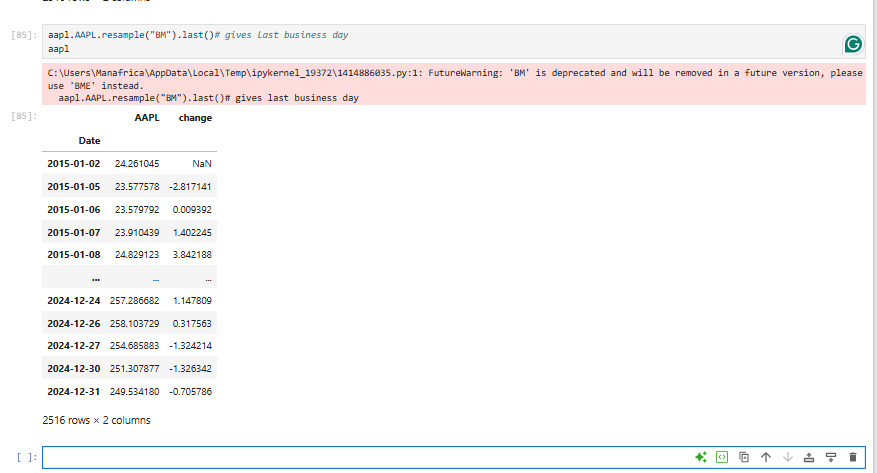 [85]: aapl.AAPL.resample("BM").last()# gives last business day
aapl
C:\Users\Manafrica\AppData\Local\Temp\ipykernel_19372\1414886035.py:1: FutureWarning: 'BM' is deprecated and will be removed in a future version, please
use 'BME' instead.
aapl.AAPL.resample("BM").last()# gives last business day
[85]:
AAPL change
Date
2015-01-02 24.261045 NaN
2015-01-05 23.577578 -2.817141
2015-01-06 23.579792 0.009392
2015-01-07 23.910439 1.402245
2015-01-08 24.829123 3.842188
... ... ...
2024-12-24 257.286682 1.147809
2024-12-26 258.103729 0.317563
2024-12-27 254.685883 -1.324214
2024-12-30 251.307877 -1.326342
2024-12-31 249.534180 -0.705786
2516 rows × 2 columns
[ ]: